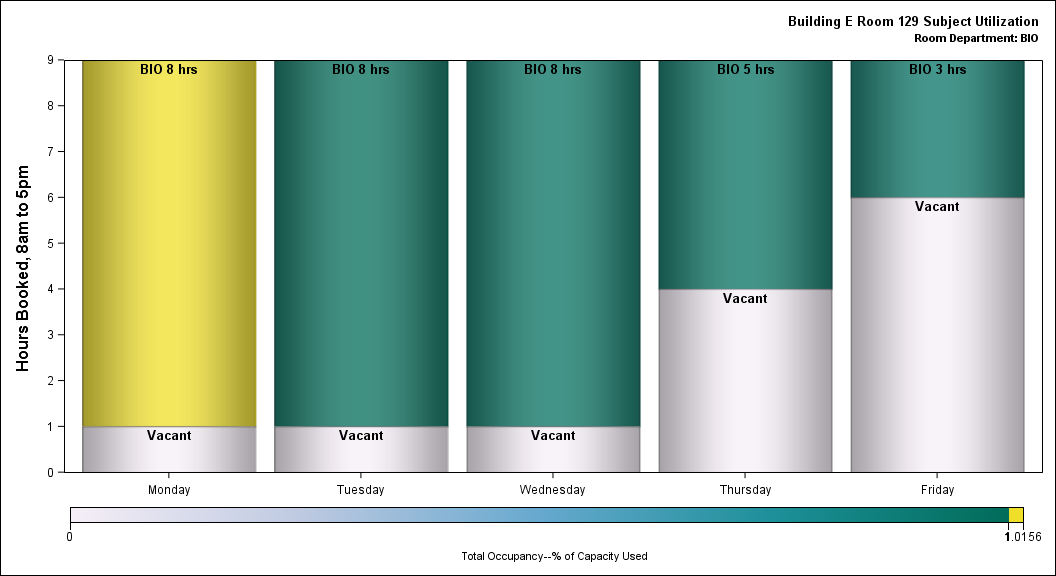 Building E Room 129 Subject Utilization
Room Department: BIO
Hours Booked, 8am to 5pm
9
8
7
6
5
4
3
2
1
0
BIO 8 hrs
BIO 8 hrs
BIO 8 hrs
BIO 5 hrs
BIO 3 hrs
Vacant
Vacant
Vacant
Vacant
Vacant
Monday
Tuesday
Wednesday
Thursday
Friday
0
1.0156
Total Occupancy--% of Capacity Used